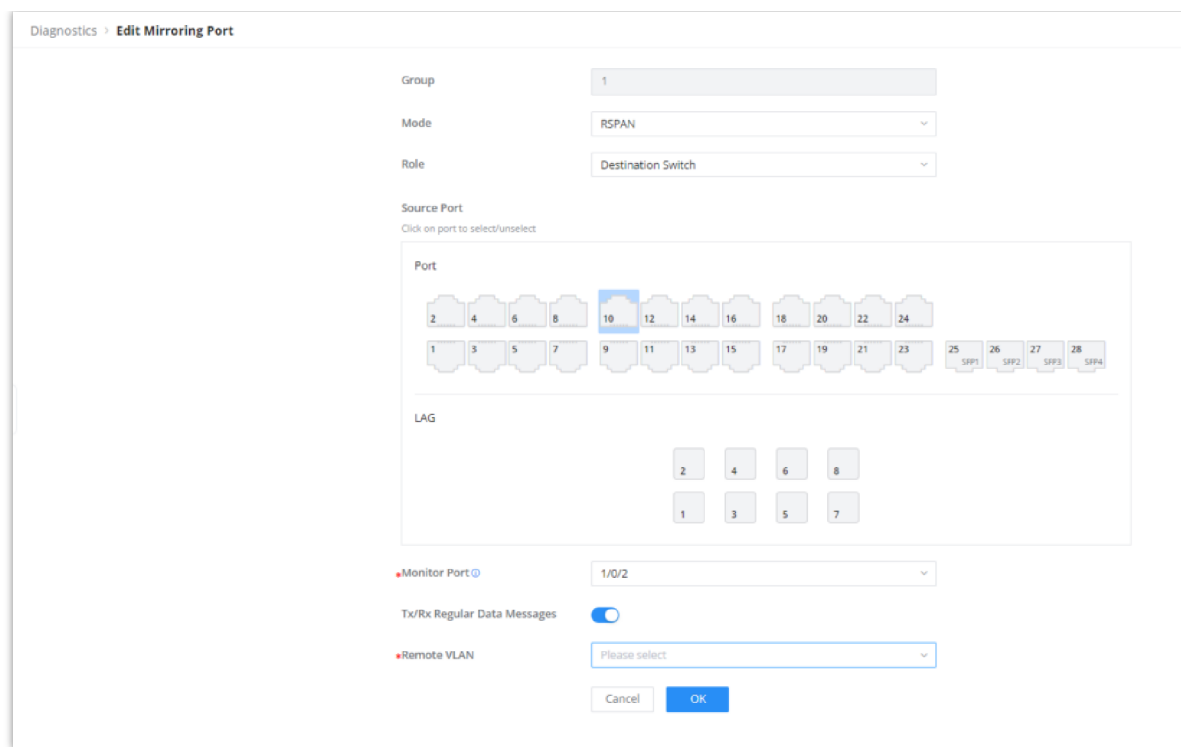 Diagnostics > Edit Mirroring Port
Group 1
Mode RSPAN
Role Destination Switch
Source Port
Click on port to select/unselect
Port
2 4 6 8 10 12 14 16 18 20 22 24
1 3 5 7 9 11 13 15 17 19 21 23 25 26 27 28
SFP1 SFP2 SFP3 SFP4
LAG
2 4 6 8
1 3 5 7
*Monitor Port 1/0/2
Tx/Rx Regular Data Messages
*Remote VLAN Please select
Cancel OK